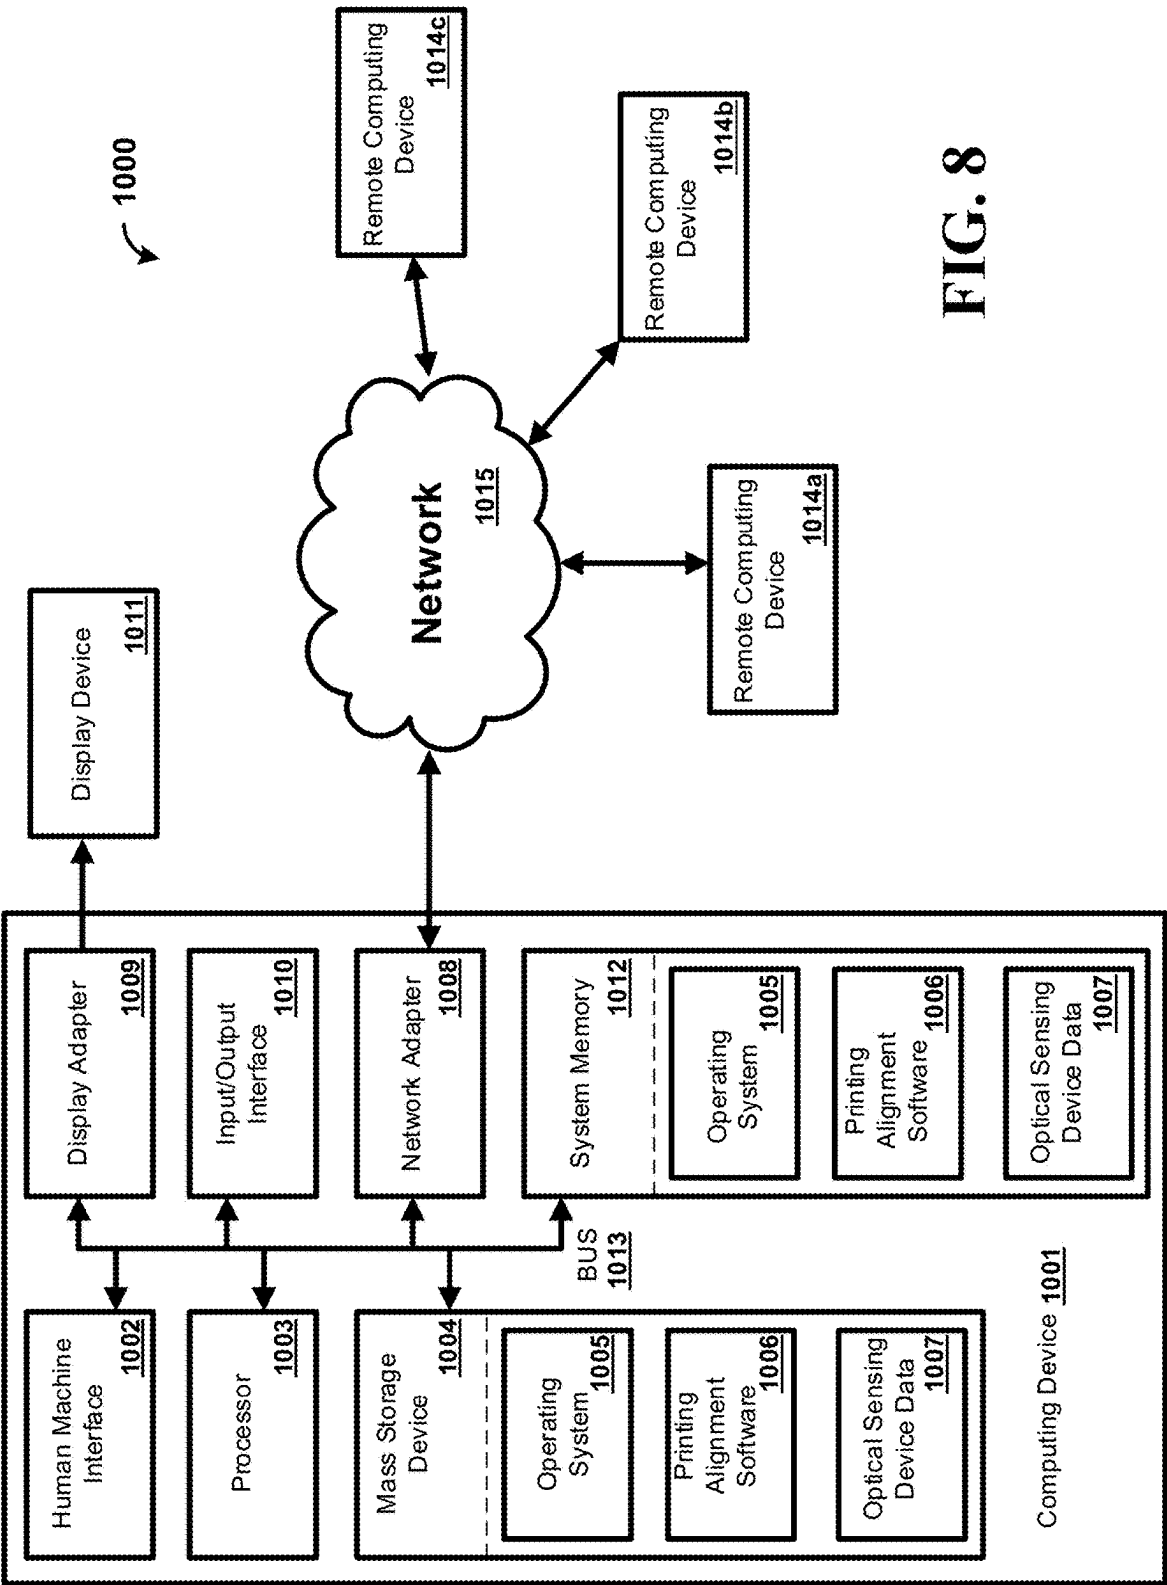 1000
Human Machine
Interface
1002
Processor
1003
Mass Storage
Device
1004
Operating
System
1005
Printing
Alignment
Software
1006
Optical Sensing
Device Data
1007
Computing Device 1001
BUS
1013
Display Adapter
1009
Input/Output
Interface
1010
Network Adapter
1008
System Memory
1012
Operating
System
1005
Printing
Alignment
Software
1006
Optical Sensing
Device Data
1007
Display Device
1011
Network
1015
Remote Computing
Device
1014a
Remote Computing
Device
1014b
Remote Computing
Device
1014c
FIG. 8